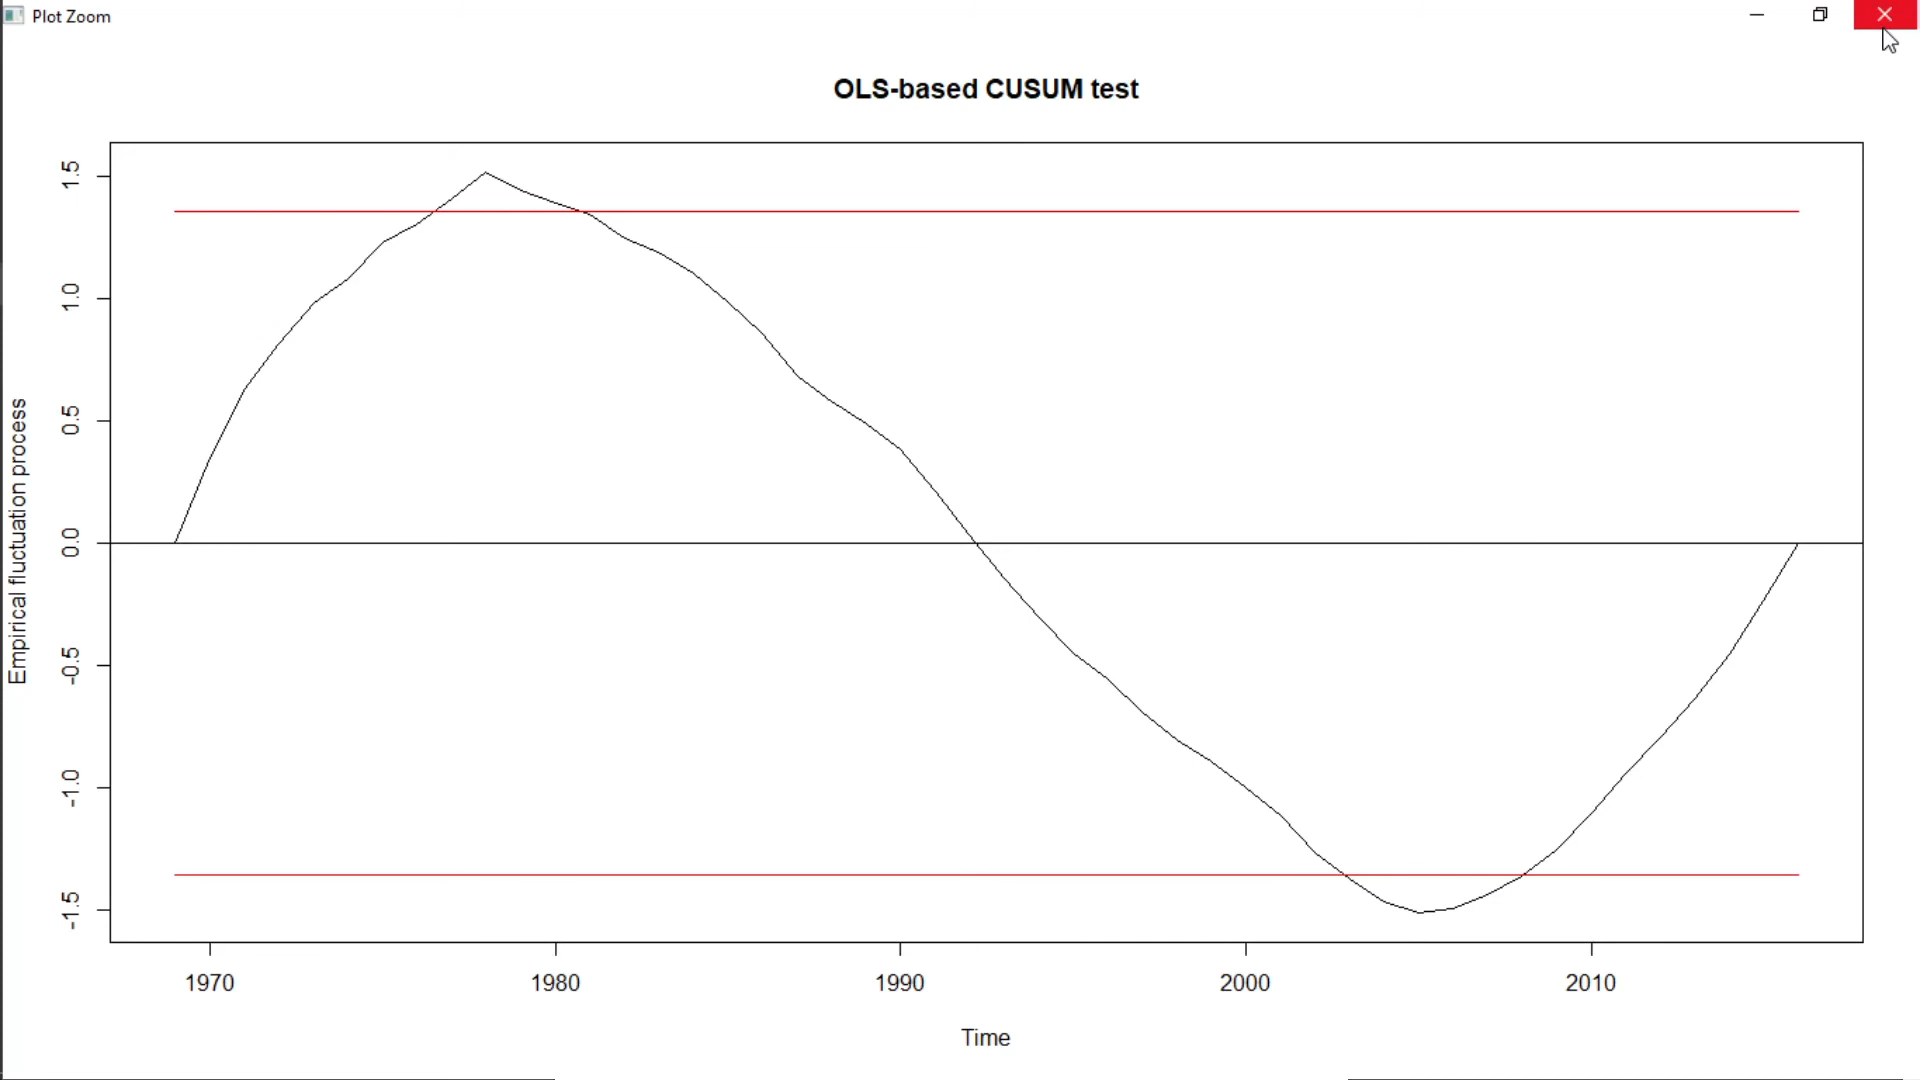 Plot Zoom
OLS-based CUSUM test
Empirical fluctuation process
1.5
1.0
0.5
0.0
-0.5
-1.0
-1.5
1970 1980 1990 2000 2010
Time